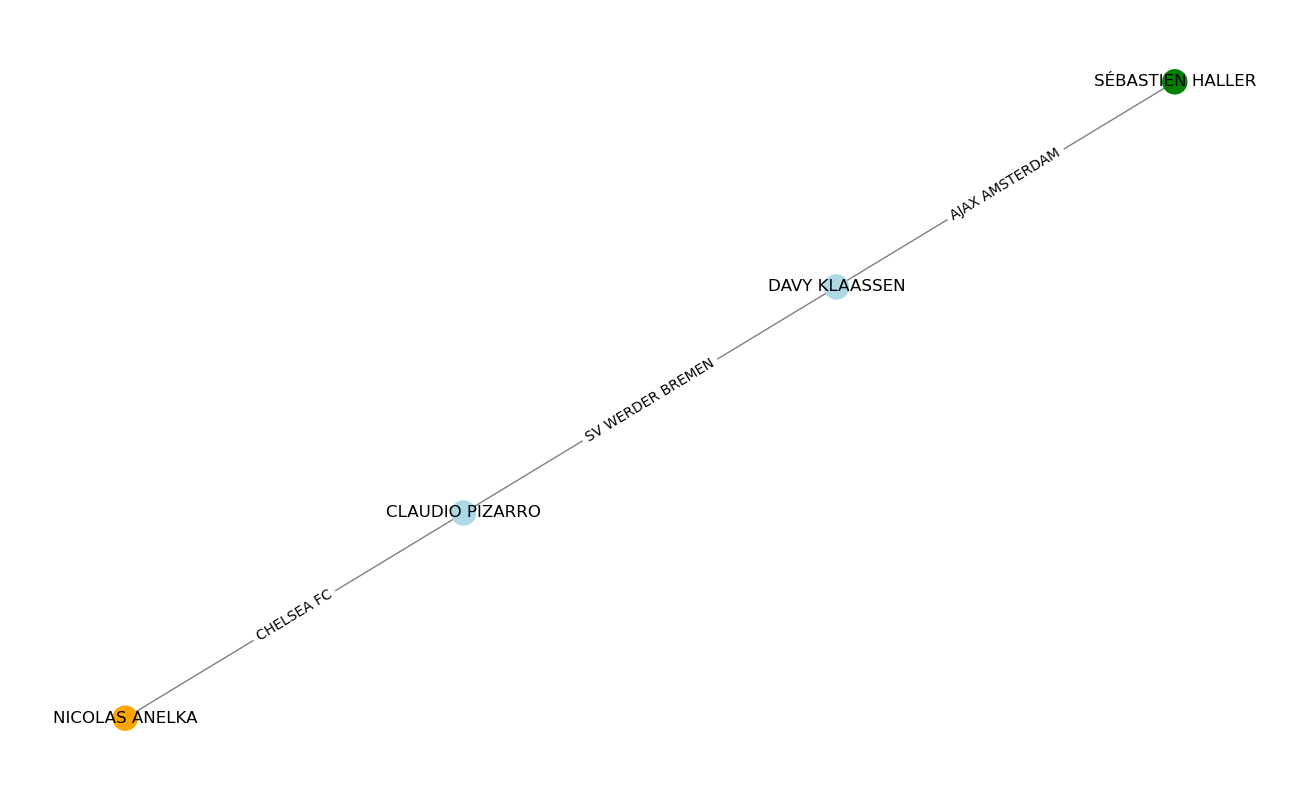 SÉBASTIEN HALLER
AJAX AMSTERDAM
DAVY KLAASSEN
SV WERDER BREMEN
CLAUDIO PIZARRO
CHELSEA FC
NICOLAS ANELKA